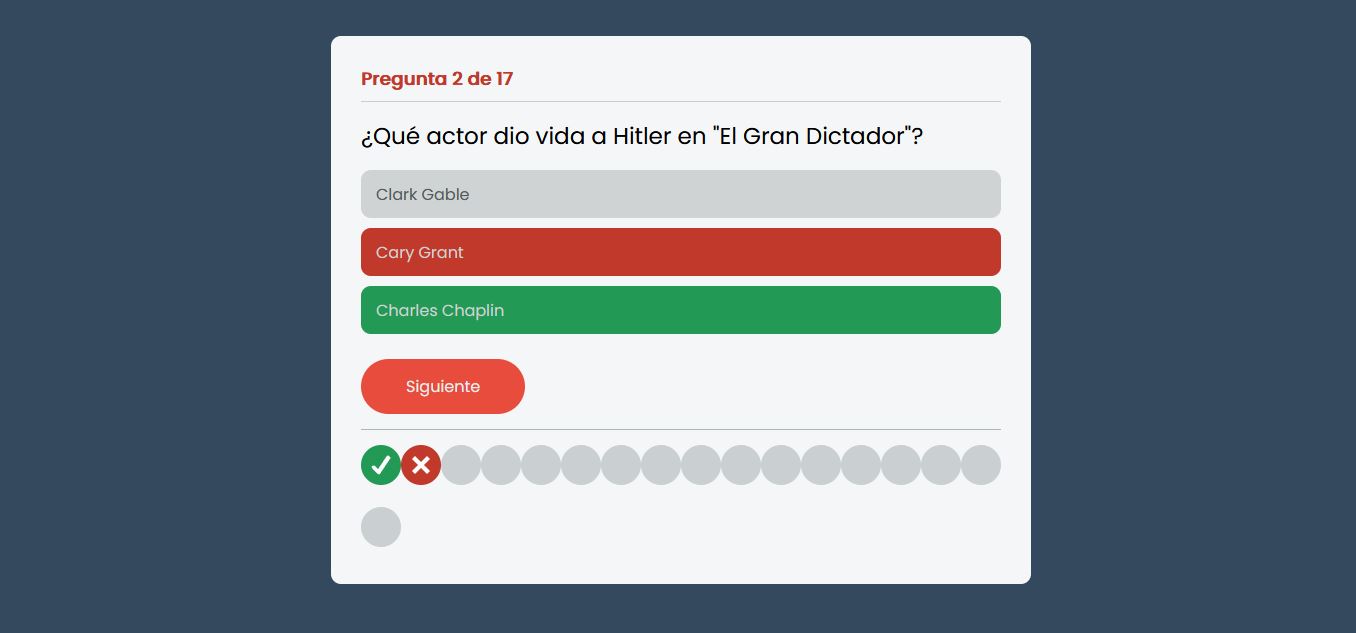 Pregunta 2 de 17
¿Qué actor dio vida a Hitler en "El Gran Dictador"?
Clark Gable
Cary Grant
Charles Chaplin
Siguiente